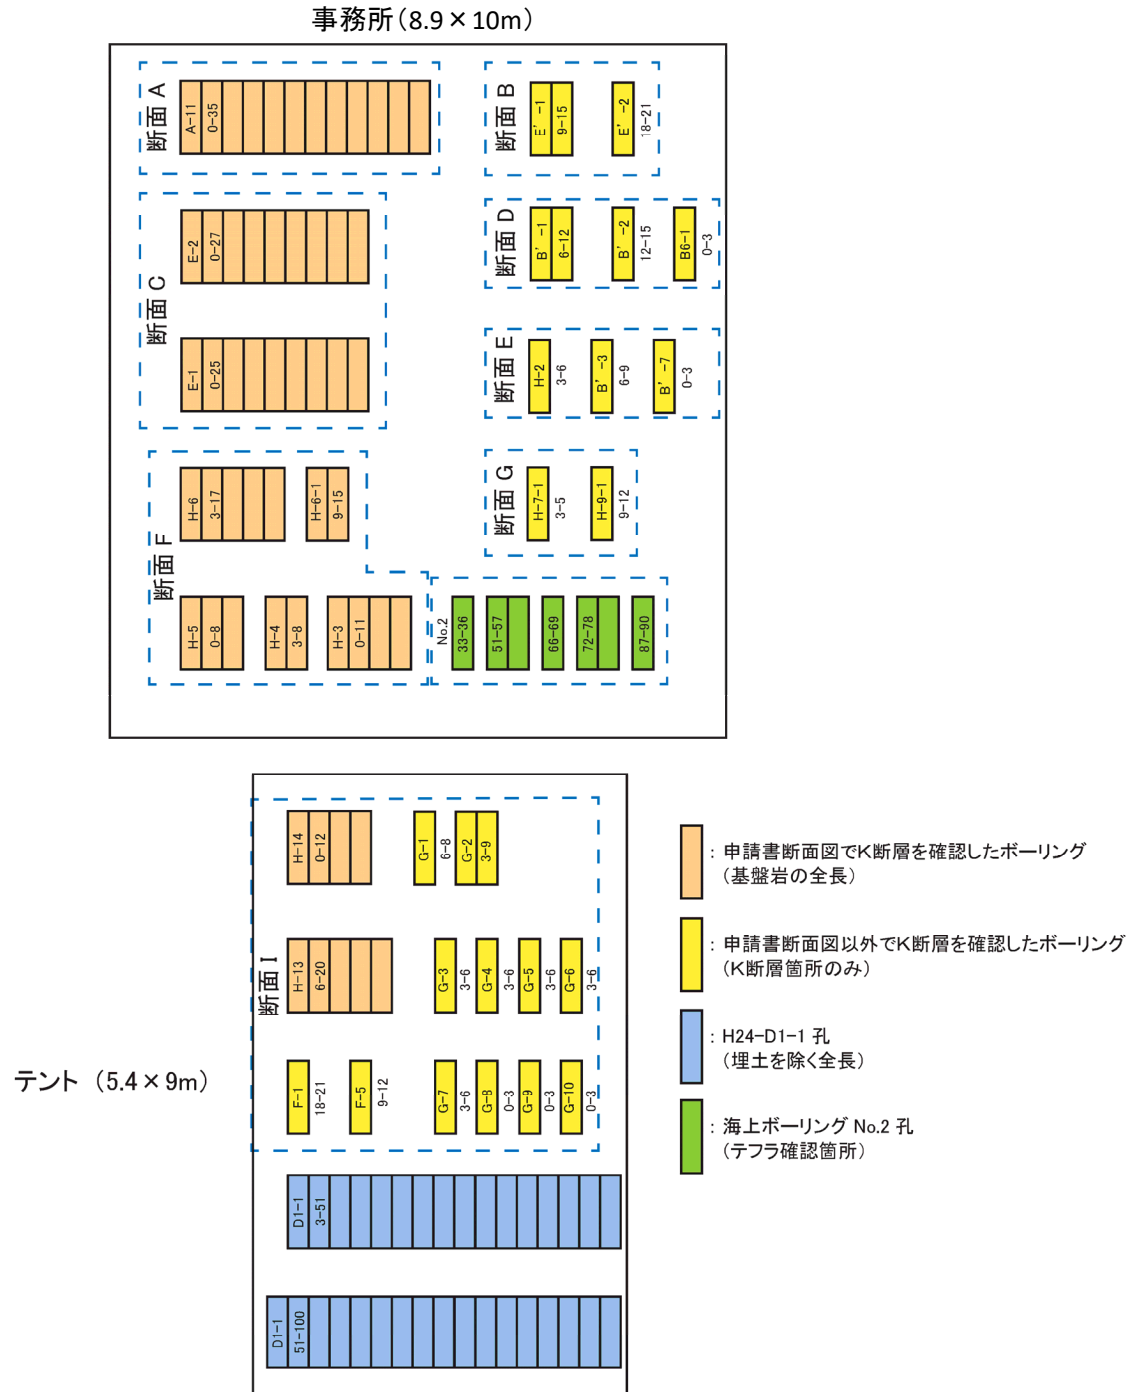 事務所(8.9×10m)
断面 A
A-11
0-35
断面 B
E’-1
9-15
E’-2
18-21
断面 C
E-2
0-27
E-1
0-25
断面 D
B’-1
6-12
B’-2
12-15
B6-1
0-3
断面 E
H-2
3-6
B’-3
6-9
B’-7
0-3
断面 F
H-6
3-17
H-6-1
9-15
H-5
0-8
H-4
3-8
H-3
0-11
断面 G
H-7-1
3-5
H-9-1
9-12
No.2
33-36
51-57
66-69
72-78
87-90
テント (5.4×9m)
断面 I
H-14
0-12
G-1
6-8
G-2
3-9
H-13
6-20
G-3
3-6
G-4
3-6
G-5
3-6
G-6
3-6
F-1
18-21
F-5
9-12
G-7
3-6
G-8
0-3
G-9
0-3
G-10
0-3
D1-1
3-51
D1-1
51-100
:申請書断面図でK断層を確認したボーリング
(基盤岩の全長)
:申請書断面図以外でK断層を確認したボーリング
(K断層箇所のみ)
:H24-D1-1 孔
(埋土を除く全長)
:海上ボーリング No.2 孔
(テフラ確認箇所)